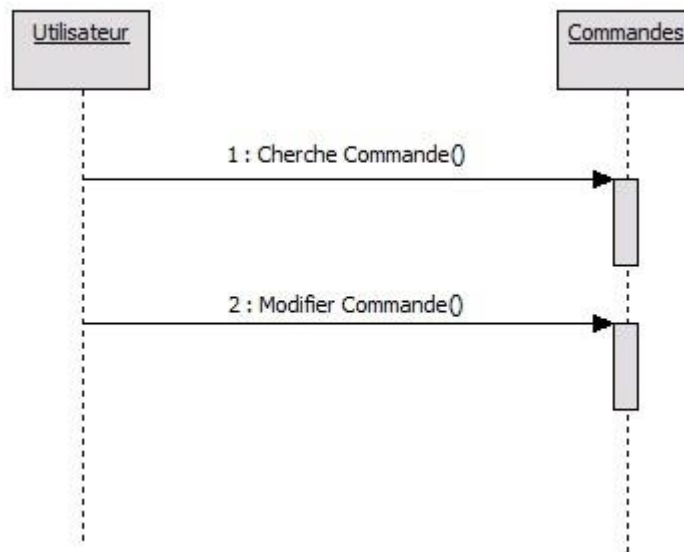 Utilisateur
Commandes
1 : Cherche Commande()
2 : Modifier Commande()